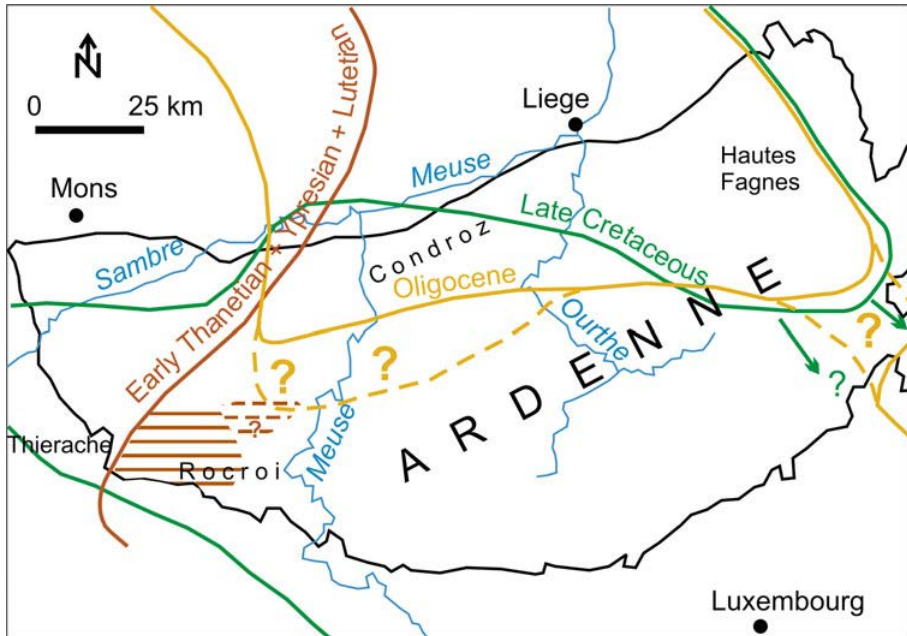 N
0 25 km
Liege
Mons
Hautes
Fagnes
Meuse
Sambre
Early Thanetian + Ypresian + Lutetian
Late Cretaceous
Condroz
Oligocene
Ourthe
ARDENNE
?
?
?
?
?
Meuse
Thierache
Rocroi
Luxembourg